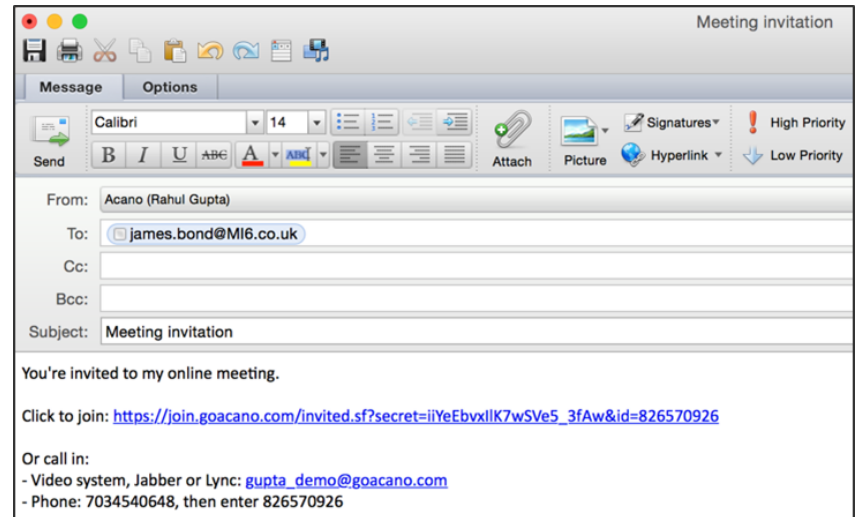 Meeting invitation
Message Options
Calibri 14
Signatures High Priority
Send B I U ABC A ABC Attach Picture Hyperlink Low Priority
From: Acano (Rahul Gupta)
To: james.bond@MI6.co.uk
Cc:
Bcc:
Subject: Meeting invitation
You're invited to my online meeting.
Click to join: https://join.goacano.com/invited.sf?secret=iiYeEbvxIlK7wSVe5_3fAw&id=826570926
Or call in:
- Video system, Jabber or Lync: gupta_demo@goacano.com
- Phone: 7034540648, then enter 826570926